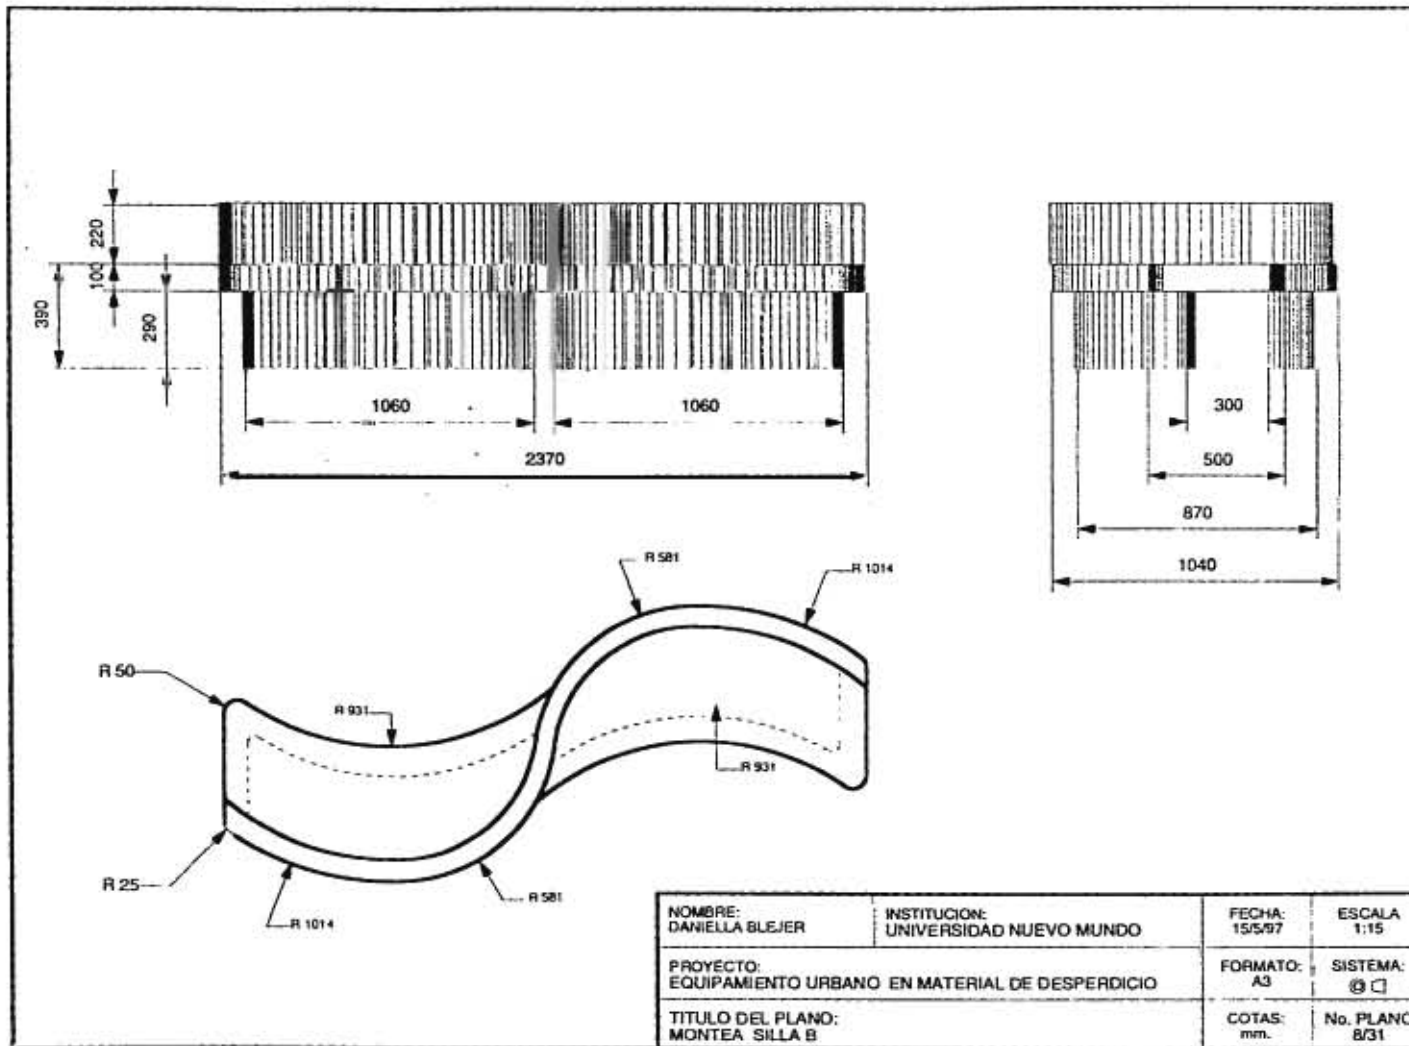 220
100
390
290
1060
1060
2370
300
500
870
1040
R 581
R 1014
R 50
R 931
R 931
R 25
R 581
R 1014
NOMBRE:
DANIELLA BLEJER
INSTITUCION:
UNIVERSIDAD NUEVO MUNDO
FECHA:
15/5/97
ESCALA
1:15
PROYECTO:
EQUIPAMIENTO URBANO EN MATERIAL DE DESPERDICIO
FORMATO:
A3
SISTEMA:
TITULO DEL PLANO:
MONTEA SILLA B
COTAS:
mm.
No. PLANO
8/31